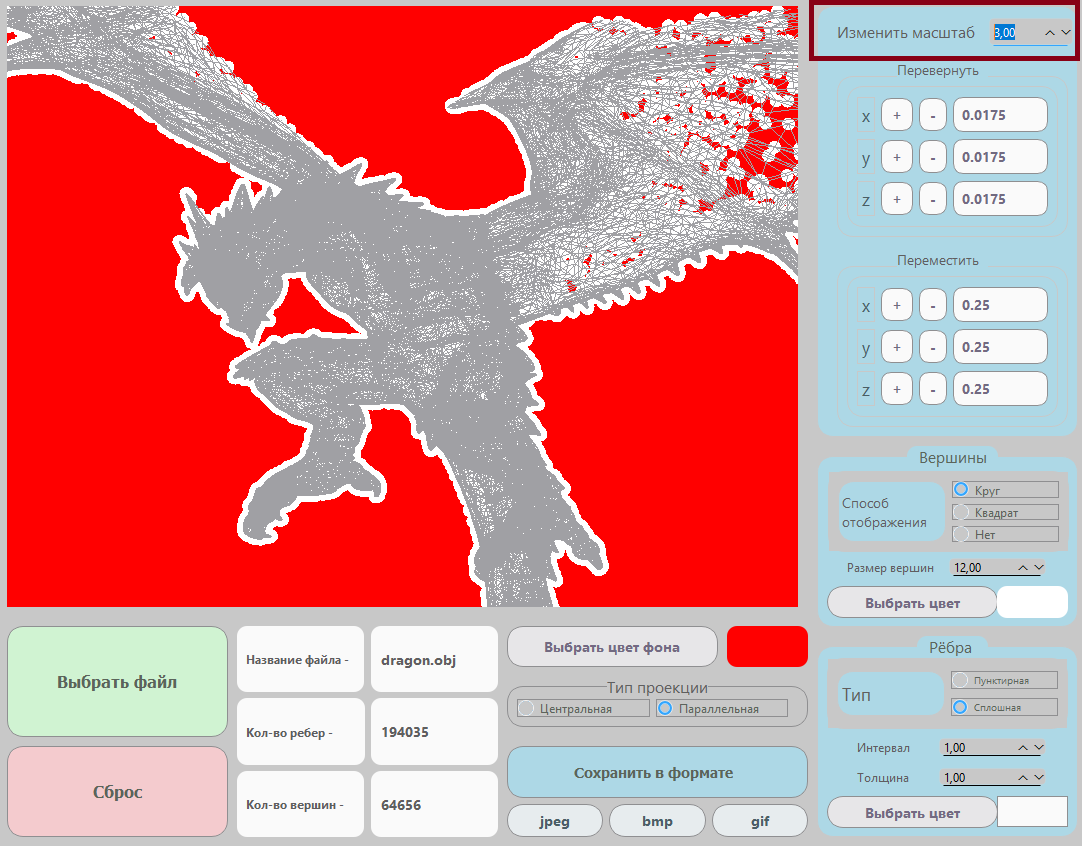 Изменить масштаб 3,00
Перевернуть
x + - 0.0175
y + - 0.0175
z + - 0.0175
Переместить
x + - 0.25
y + - 0.25
z + - 0.25
Вершины
Способ
отображения
Круг
Квадрат
Нет
Размер вершин 12,00
Выбрать цвет
Рёбра
Тип
Пунктирная
Сплошная
Интервал 1,00
Толщина 1,00
Выбрать цвет
Выбрать файл
Сброс
Название файла - dragon.obj
Кол-во ребер - 194035
Кол-во вершин - 64656
Выбрать цвет фона
Тип проекции
Центральная Параллельная
Сохранить в формате
jpeg bmp gif